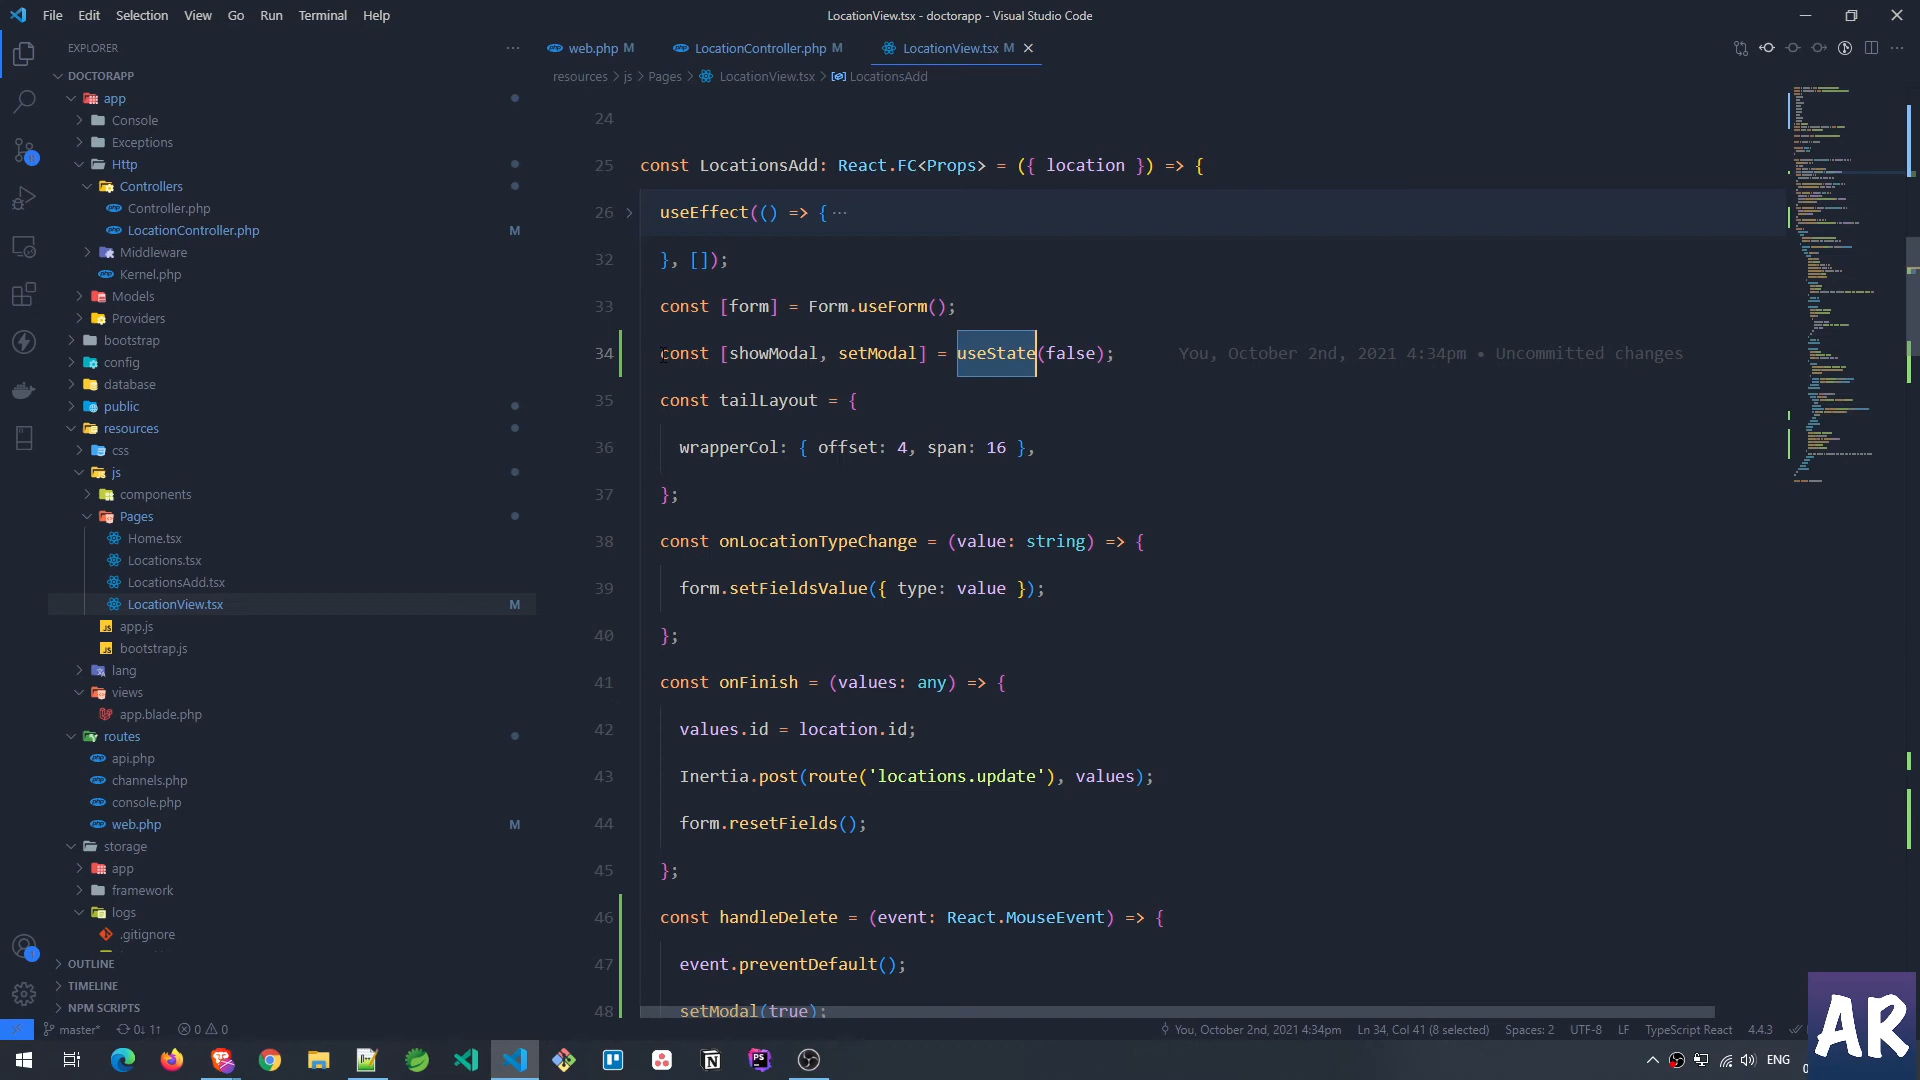 File Edit Selection View Go Run Terminal Help
LocationView.tsx - doctorapp - Visual Studio Code
EXPLORER
DOCTORAPP
app
Console
Exceptions
Http
Controllers
Controller.php
LocationController.php M
Middleware
Kernel.php
Models
Providers
bootstrap
config
database
public
resources
css
js
components
Pages
Home.tsx
Locations.tsx
LocationsAdd.tsx
LocationView.tsx M
app.js
bootstrap.js
lang
views
app.blade.php
routes
api.php
channels.php
console.php
web.php M
storage
app
framework
logs
.gitignore
OUTLINE
TIMELINE
NPM SCRIPTS
web.php M LocationController.php M LocationView.tsx M
resources > js > Pages > LocationView.tsx > LocationsAdd
24
25 const LocationsAdd: React.FC<Props> = ({ location }) => {
26 useEffect(() => { ···
32 }, []);
33 const [form] = Form.useForm();
34 const [showModal, setModal] = useState(false); You, October 2nd, 2021 4:34pm • Uncommitted changes
35 const tailLayout = {
36 wrapperCol: { offset: 4, span: 16 },
37 };
38 const onLocationTypeChange = (value: string) => {
39 form.setFieldsValue({ type: value });
40 };
41 const onFinish = (values: any) => {
42 values.id = location.id;
43 Inertia.post(route('locations.update'), values);
44 form.resetFields();
45 };
46 const handleDelete = (event: React.MouseEvent) => {
47 event.preventDefault();
48 setModal(true);
master* 0↓ 1↑ 0 0 You, October 2nd, 2021 4:34pm Ln 34, Col 41 (8 selected) Spaces: 2 UTF-8 LF TypeScript React 4.4.3
ENG
AR